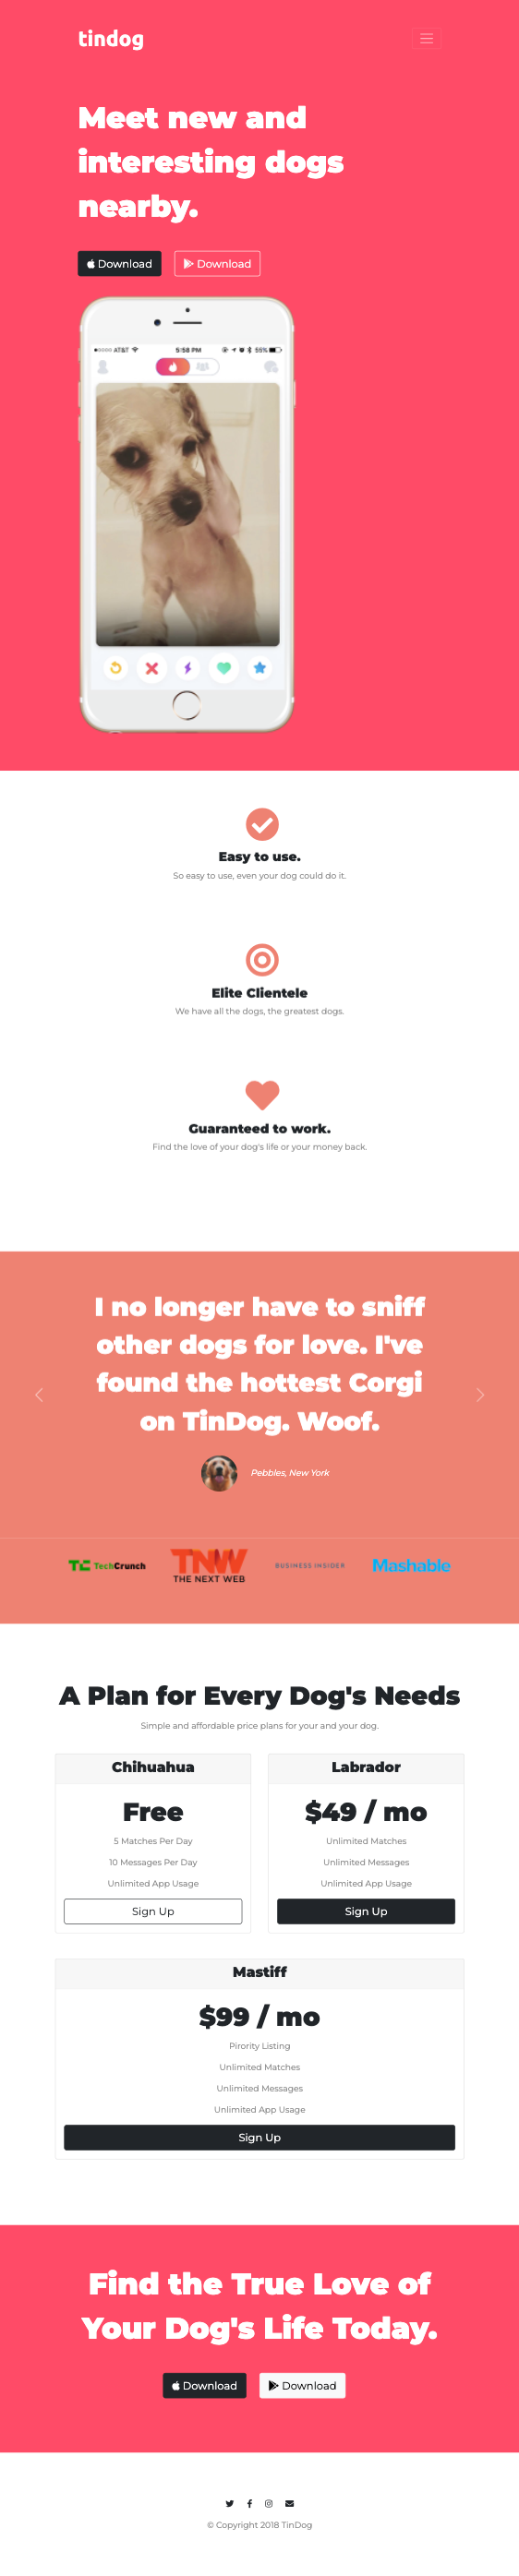 tindog
Meet new and
interesting dogs
nearby.
Download
Download
AT&T
5:58 PM
55%
Easy to use.
So easy to use, even your dog could do it.
Elite Clientele
We have all the dogs, the greatest dogs.
Guaranteed to work.
Find the love of your dog's life or your money back.
I no longer have to sniff
other dogs for love. I've
found the hottest Corgi
on TinDog. Woof.
Pebbles, New York
TC TechCrunch
TNW
THE NEXT WEB
BUSINESS INSIDER
Mashable
A Plan for Every Dog's Needs
Simple and affordable price plans for your and your dog.
Chihuahua
Free
5 Matches Per Day
10 Messages Per Day
Unlimited App Usage
Sign Up
Labrador
$49 / mo
Unlimited Matches
Unlimited Messages
Unlimited App Usage
Sign Up
Mastiff
$99 / mo
Pirority Listing
Unlimited Matches
Unlimited Messages
Unlimited App Usage
Sign Up
Find the True Love of
Your Dog's Life Today.
Download
Download
© Copyright 2018 TinDog